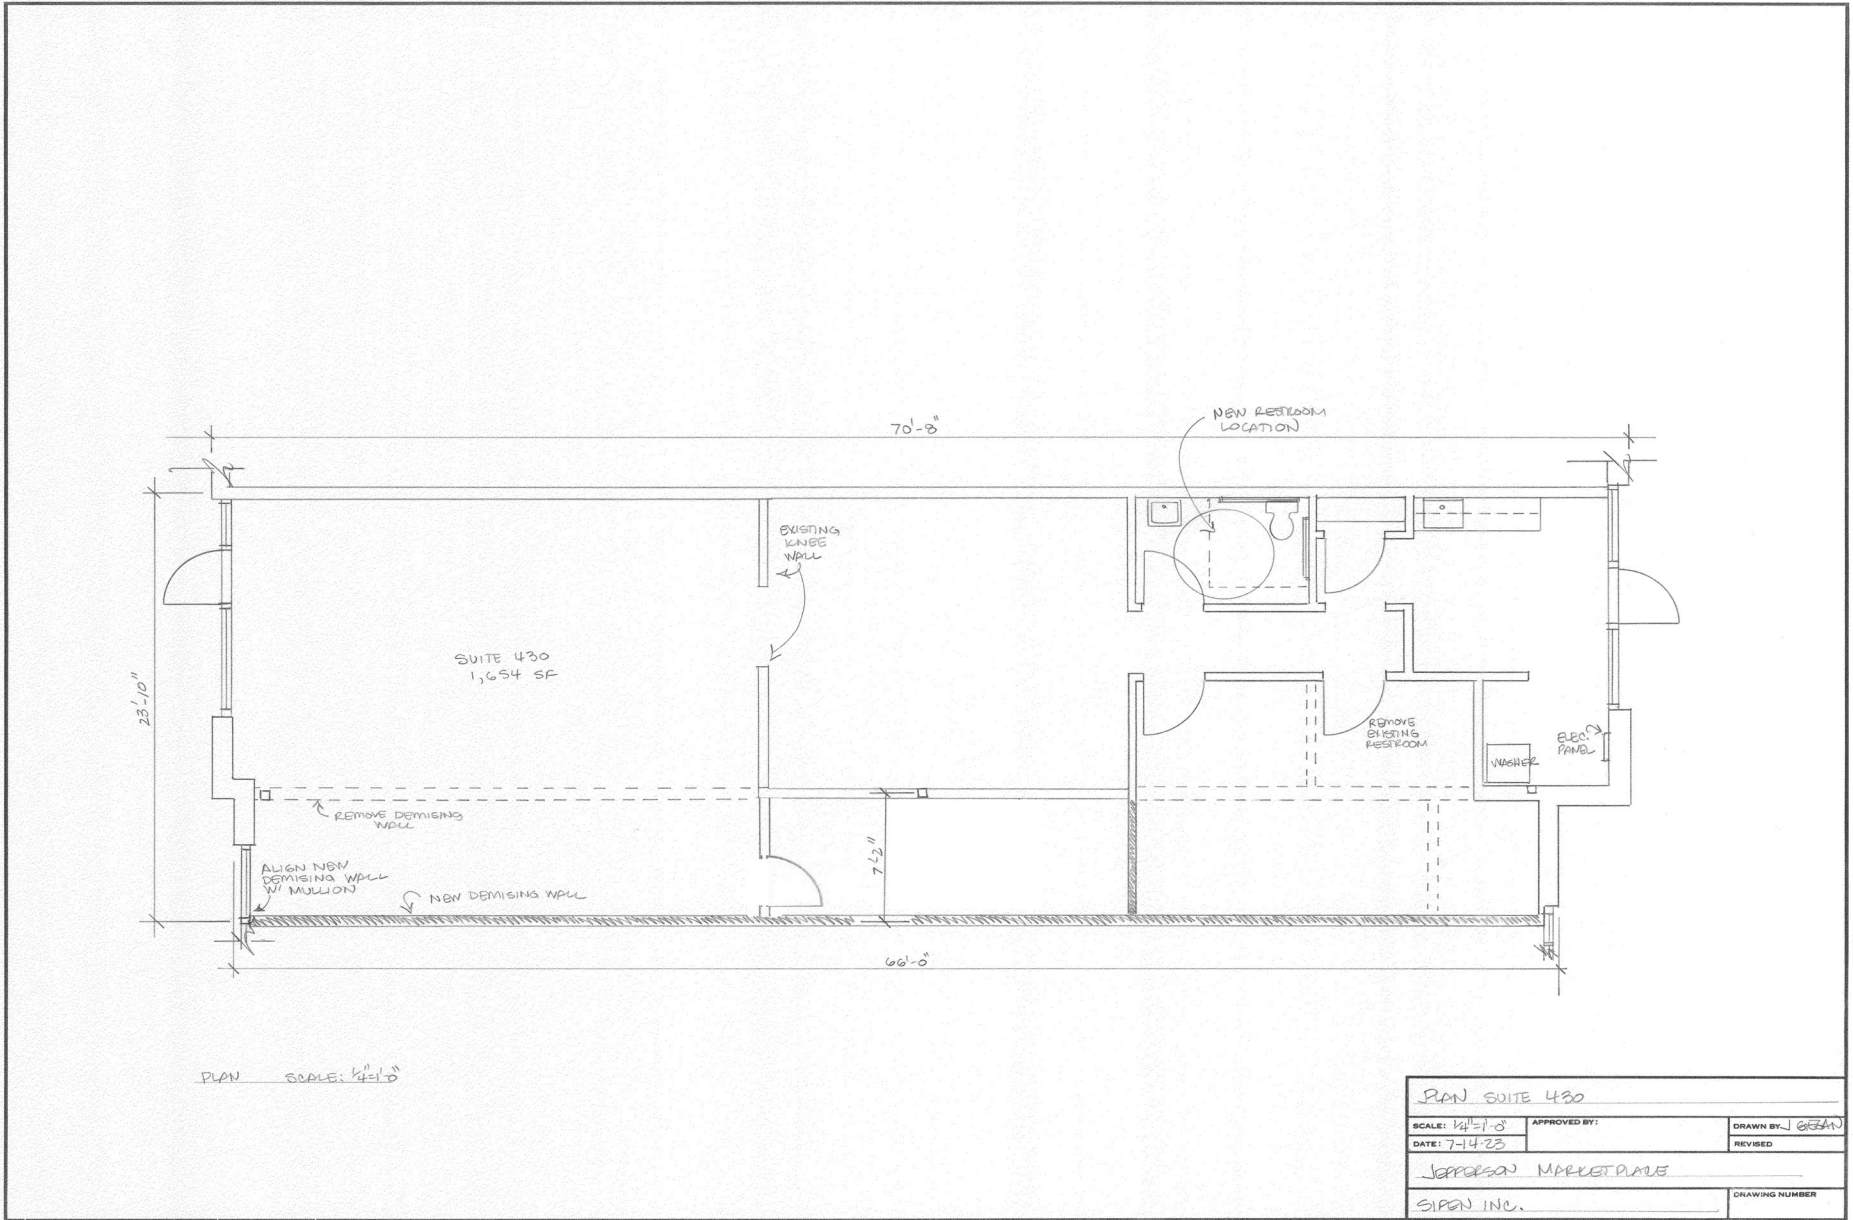 70'-8"
NEW RESTROOM
LOCATION
EXISTING
KNEE
WALL
SUITE 430
1,654 SF
23'-10"
REMOVE
EXISTING
RESTROOM
ELEC.
PANEL
WASHER
REMOVE DEMISING
WALL
7'-2"
ALIGN NEW
DEMISING WALL
W/ MULLION
NEW DEMISING WALL
66'-0"
PLAN SCALE: 1/4"=1'-0"
PLAN SUITE 430
SCALE: 1/4"=1'-0"
APPROVED BY:
DRAWN BY J
DATE: 7-14-23
REVISED
JEFFERSON MARKETPLACE
INC.
DRAWING NUMBER